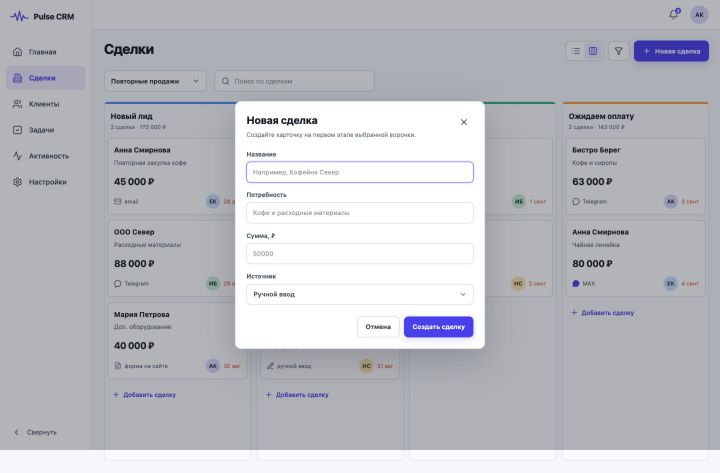 Pulse CRM
3
АК
Главная
Сделки
Клиенты
Задачи
Активность
Настройки
Свернуть
Сделки
+ Новая сделка
Повторные продажи
Поиск по сделкам
Новый лид
3 сделки · 173 000 ₽
Анна Смирнова
Повторная закупка кофе
45 000 ₽
email
ЕК
28 а
ООО Север
Расходные материалы
88 000 ₽
Telegram
ИБ
29 а
Мария Петрова
Доп. оборудование
40 000 ₽
форма на сайте
АК
30 авг
+ Добавить сделку
ручной ввод
НС
31 авг
+ Добавить сделку
ИБ
1 сент
НС
2 сент
Ожидаем оплату
2 сделки · 143 000 ₽
Бистро Берег
Кофе и сиропы
63 000 ₽
Telegram
АК
3 сент
Анна Смирнова
Чайная линейка
80 000 ₽
MAX
ЕК
4 сент
+ Добавить сделку
Новая сделка
Создайте карточку на первом этапе выбранной воронки.
Название
Например, Кофейня Север
Потребность
Кофе и расходные материалы
Сумма, ₽
50000
Источник
Ручной ввод
Отмена
Создать сделку